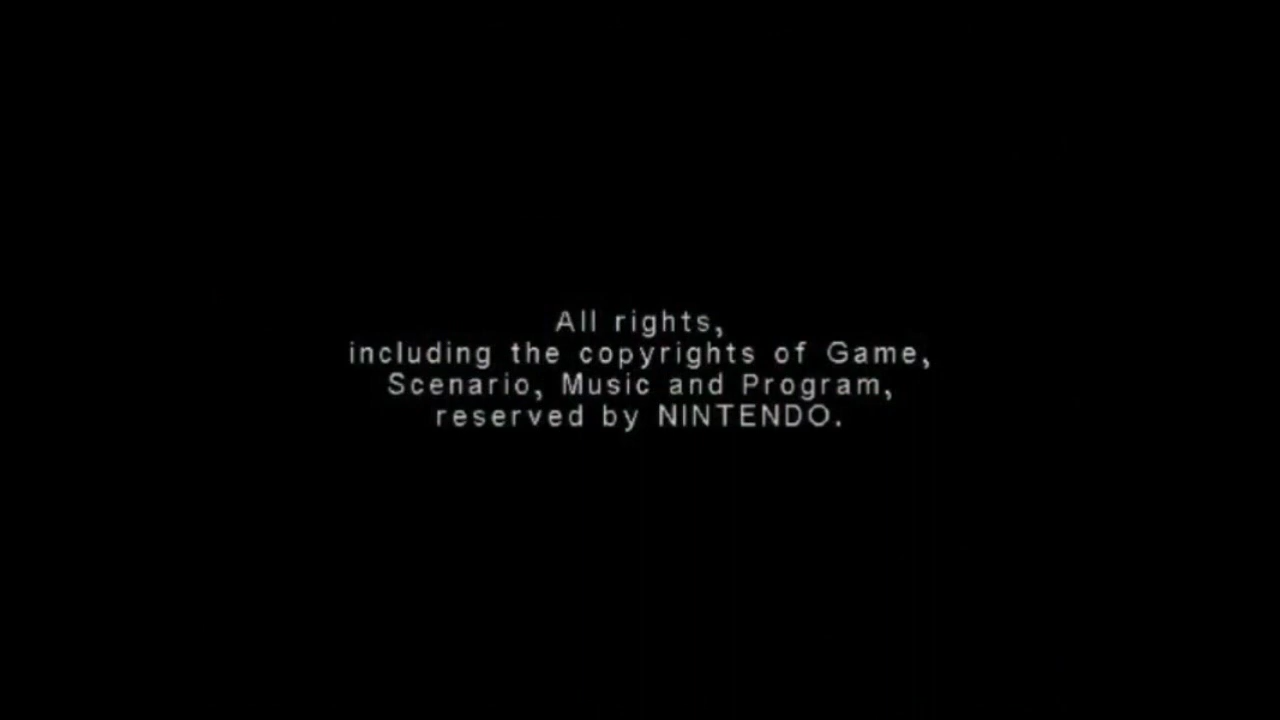 All rights,
including the copyrights of Game,
Scenario, Music and Program,
reserved by NINTENDO.